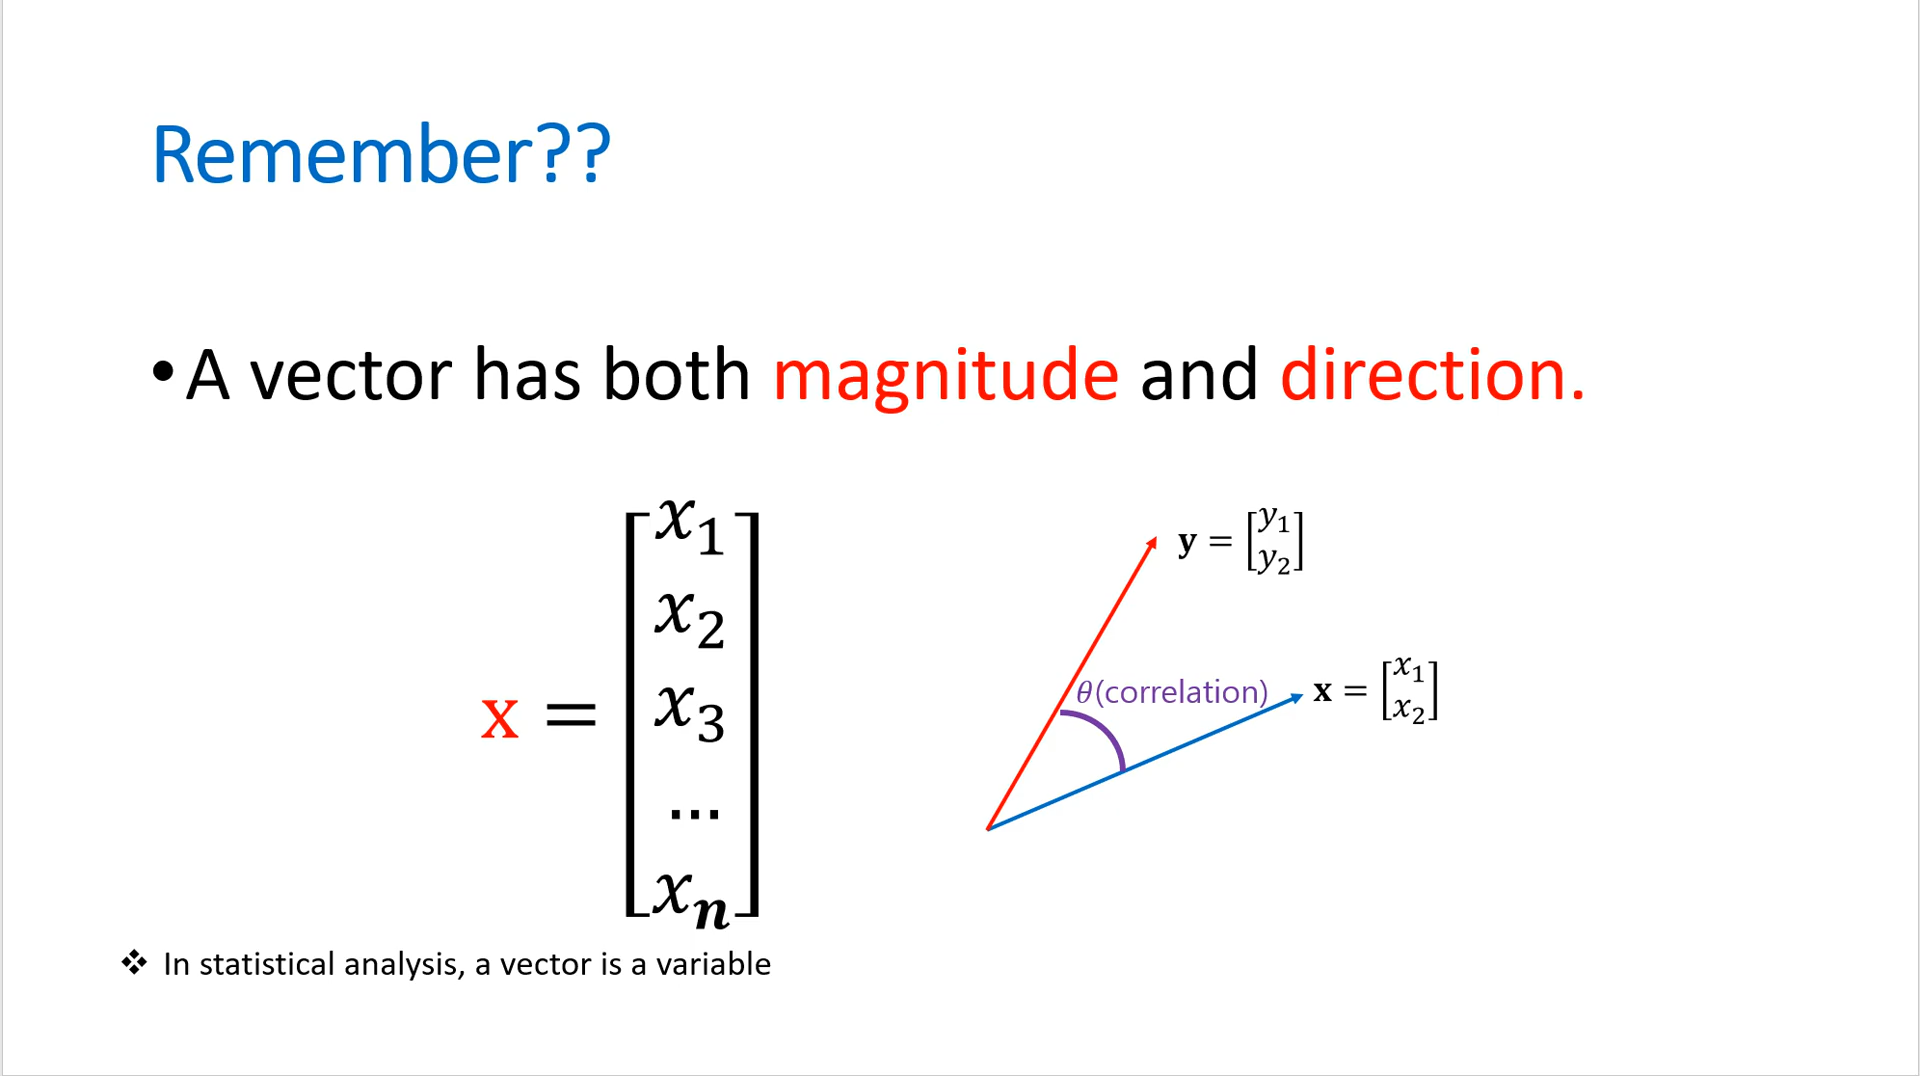 Remember??
•A vector has both magnitude and direction.
x = [x₁
x₂
x₃
...
xₙ]
y = [y₁
y₂]
θ(correlation)
x = [x₁
x₂]
❖ In statistical analysis, a vector is a variable